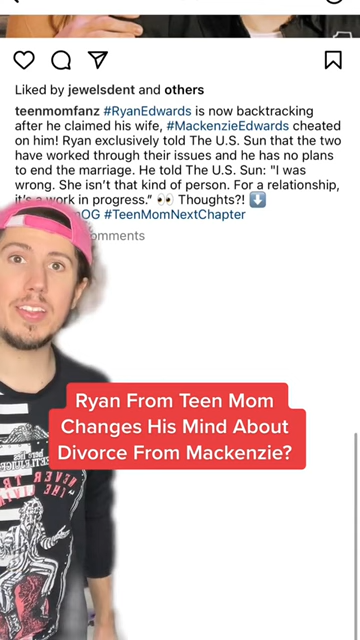 Liked by jewelsdent and others
teenmomfanz #RyanEdwards is now backtracking
after he claimed his wife, #MackenzieEdwards cheated
on him! Ryan exclusively told The U.S. Sun that the two
have worked through their issues and he has no plans
to end the marriage. He told The U.S. Sun: "I was
wrong. She isn't that kind of person. For a relationship,
it's a work in progress." 👀 Thoughts?! ⬇️
#TeenMomNextChapter
Ryan From Teen Mom
Changes His Mind About
Divorce From Mackenzie?
NEVER TR